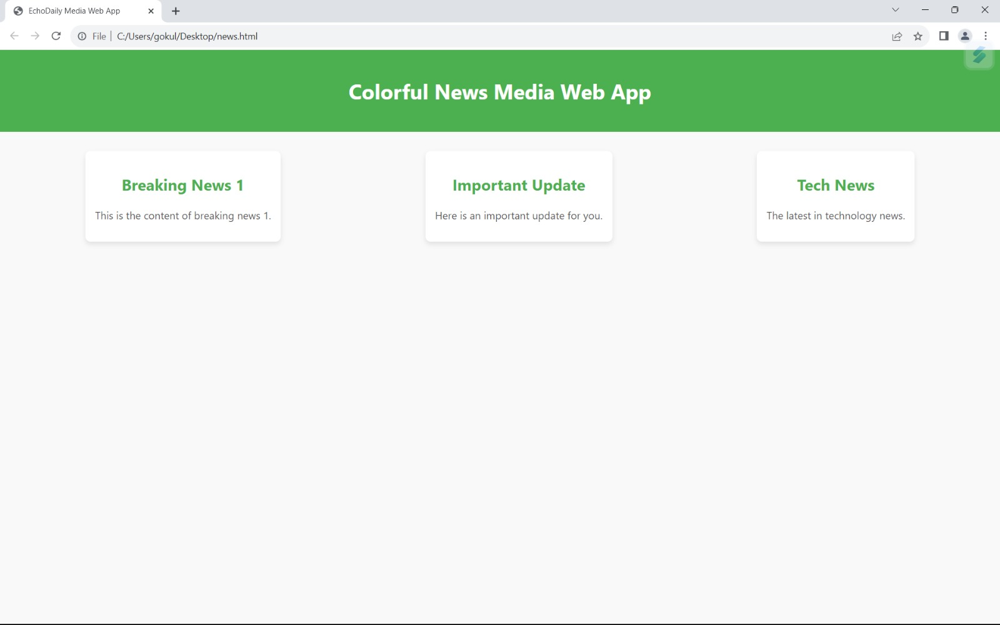 EchoDaily Media Web App
File C:/Users/gokul/Desktop/news.html
Colorful News Media Web App
Breaking News 1
This is the content of breaking news 1.
Important Update
Here is an important update for you.
Tech News
The latest in technology news.